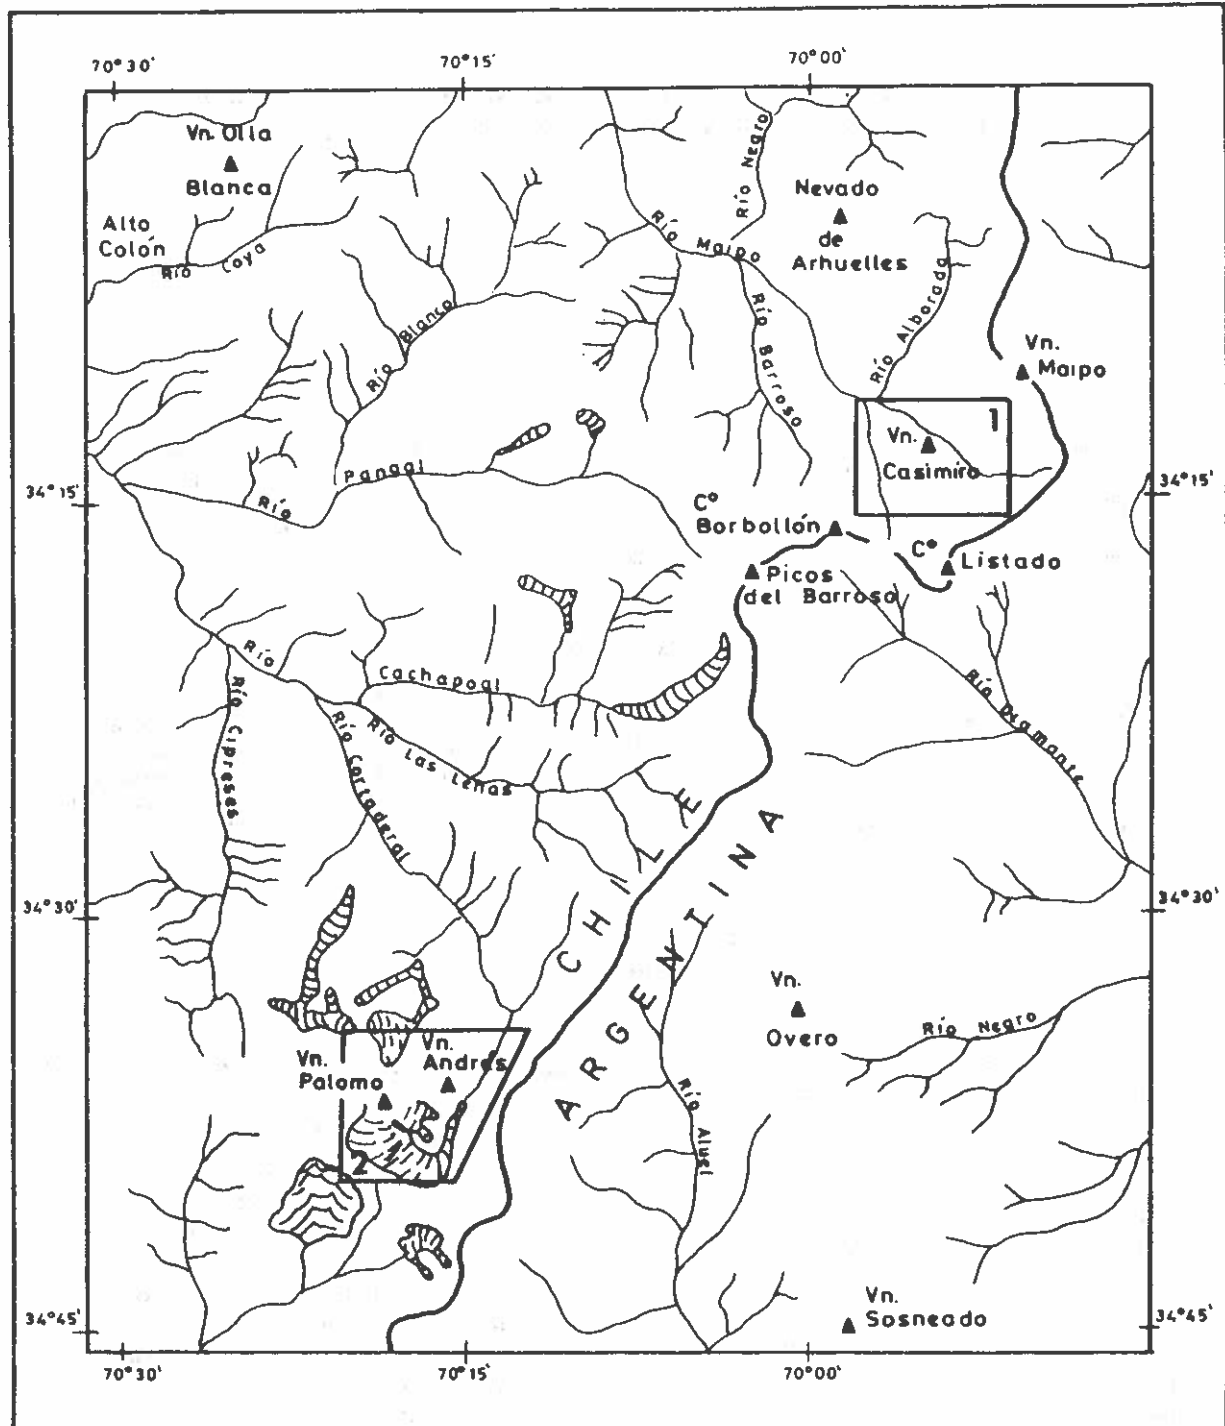 70°30'
70°15'
70°00'
Vn. Olla
Blanca
Alto
Colón
Río Coya
Río Blanco
Río Maipo
Río Negro
Nevado
de
Arhuelles
Río Barroso
Río Alborada
Vn.
Maipo
1
Vn.
Casimiro
34°15'
34°15'
Río Pangal
C°
Borbollón
C°
Listado
Picos
del Barroso
Río Cachapoal
Río Cipreses
Río Cortaderal
Río Las Leñas
Río Diamante
CHILE
ARGENTINA
34°30'
34°30'
Vn.
Overo
Río Negro
Vn.
Palomo
Vn.
Andrés
2
Río Atuel
Vn.
Sosneado
34°45'
34°45'
70°30'
70°15'
70°00'